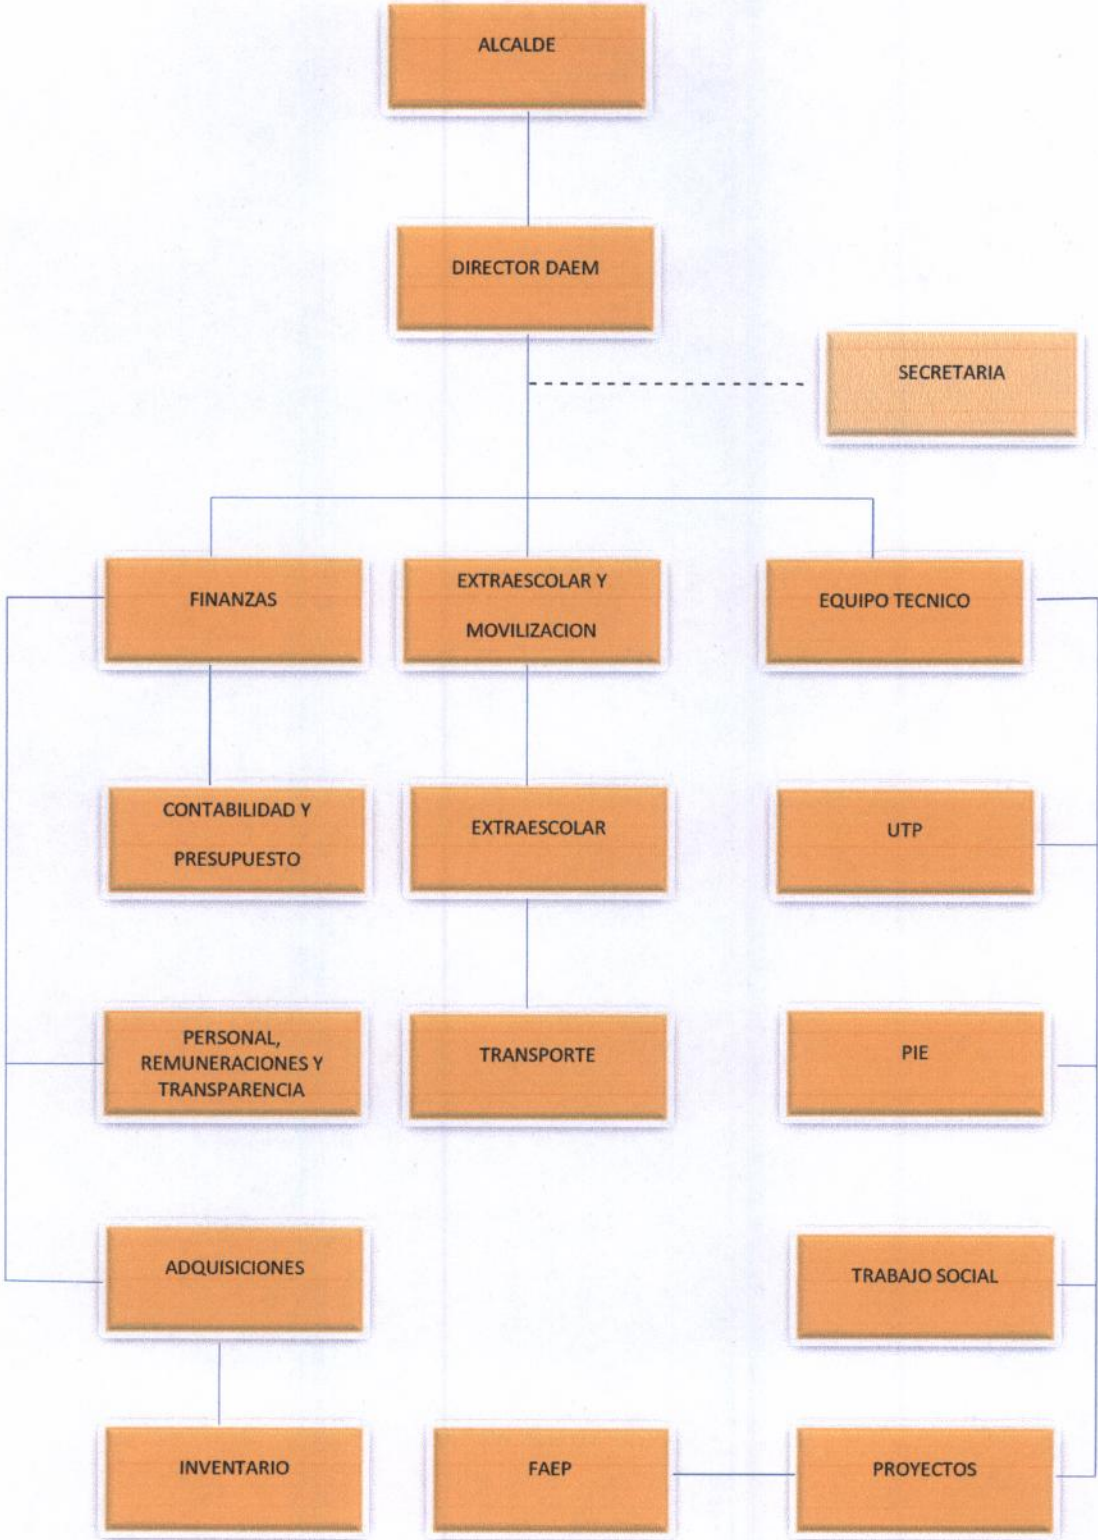 ALCALDE
DIRECTOR DAEM
SECRETARIA
FINANZAS
EXTRAESCOLAR Y
MOVILIZACION
EQUIPO TECNICO
CONTABILIDAD Y
PRESUPUESTO
EXTRAESCOLAR
UTP
PERSONAL,
REMUNERACIONES Y
TRANSPARENCIA
TRANSPORTE
PIE
ADQUISICIONES
TRABAJO SOCIAL
INVENTARIO
FAEP
PROYECTOS